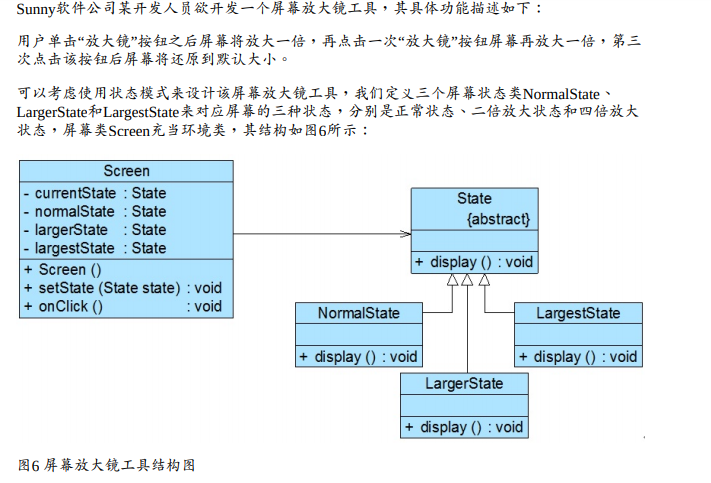 Sunny软件公司某开发人员欲开发一个屏幕放大镜工具，其具体功能描述如下：
用户单击“放大镜”按钮之后屏幕将放大一倍，再点击一次“放大镜”按钮屏幕再放大一倍，第三
次点击该按钮后屏幕将还原到默认大小。
可以考虑使用状态模式来设计该屏幕放大镜工具，我们定义三个屏幕状态类NormalState、
LargerState和LargestState来对应屏幕的三种状态，分别是正常状态、二倍放大状态和四倍放大
状态，屏幕类Screen充当环境类，其结构如图6所示：
Screen
- currentState : State
- normalState : State
- largerState : State
- largestState : State
+ Screen ()
+ setState (State state) : void
+ onClick () : void
State
{abstract}
+ display () : void
NormalState
+ display () : void
LargestState
+ display () : void
LargerState
+ display () : void
图6 屏幕放大镜工具结构图